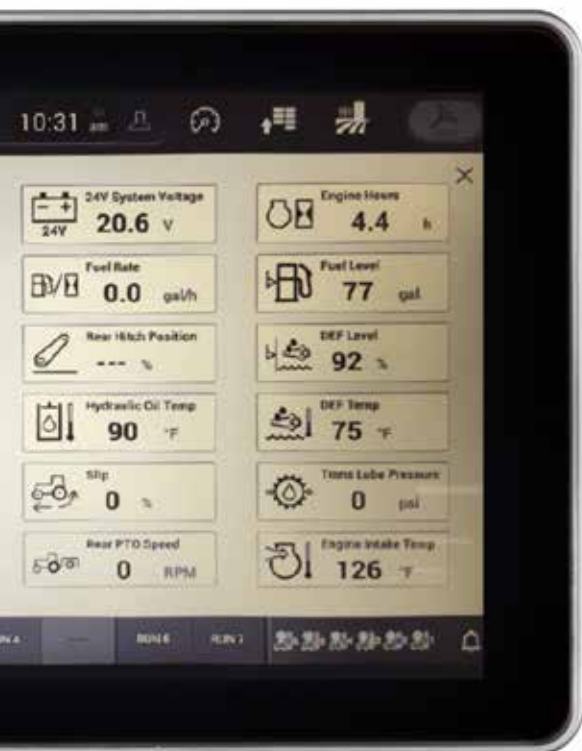 10:31 am
24V System Voltage
24V
20.6 V
Engine Hours
4.4 h
Fuel Rate
0.0 gal/h
Fuel Level
77 gal
Rear Hitch Position
--- %
DEF Level
92 %
Hydraulic Oil Temp
90 °F
DEF Temp
75 °F
Slip
0 %
Trans Lube Pressure
0 psi
Rear PTO Speed
0 RPM
Engine Intake Temp
126 °F
RUN 6